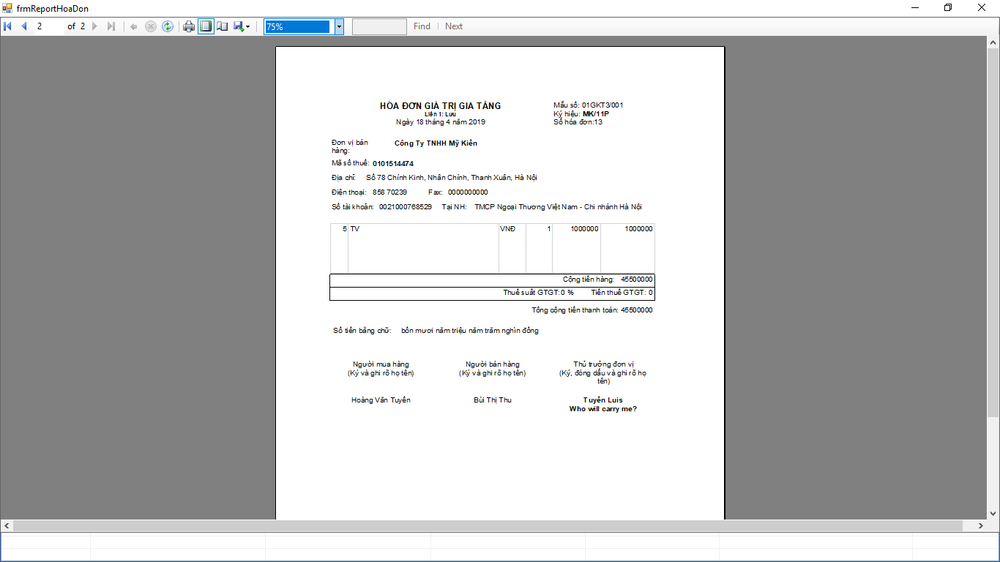 frmReportHoaDon
2 of 2 75% Find Next
HÓA ĐƠN GIÁ TRỊ GIA TĂNG
Liên 1: Lưu
Ngày 18 tháng 4 năm 2019
Mẫu số: 01GKT3/001
Ký hiệu: MK/11P
Số hóa đơn:13
Đơn vị bán hàng: Công Ty TNHH Mỹ Kiên
Mã số thuế: 0101514474
Địa chỉ: Số 78 Chính Kinh, Nhân Chính, Thanh Xuân, Hà Nội
Điện thoại: 858 70239 Fax: 0000000000
Số tài khoản: 0021000768529 Tại NH: TMCP Ngoại Thương Việt Nam - Chi nhánh Hà Nội
5 TV VNĐ 1 1000000 1000000
Cộng tiền hàng: 45500000
Thuế suất GTGT:0 % Tiền thuế GTGT: 0
Tổng cộng tiền thanh toán: 45500000
Số tiền bằng chữ: bốn mươi năm triệu năm trăm nghìn đồng
Người mua hàng
(Ký và ghi rõ họ tên)
Hoàng Văn Tuyển
Người bán hàng
(Ký và ghi rõ họ tên)
Bùi Thị Thu
Thủ trưởng đơn vị
(Ký, đóng dấu và ghi rõ họ
tên)
Tuyển Luis
Who will carry me?